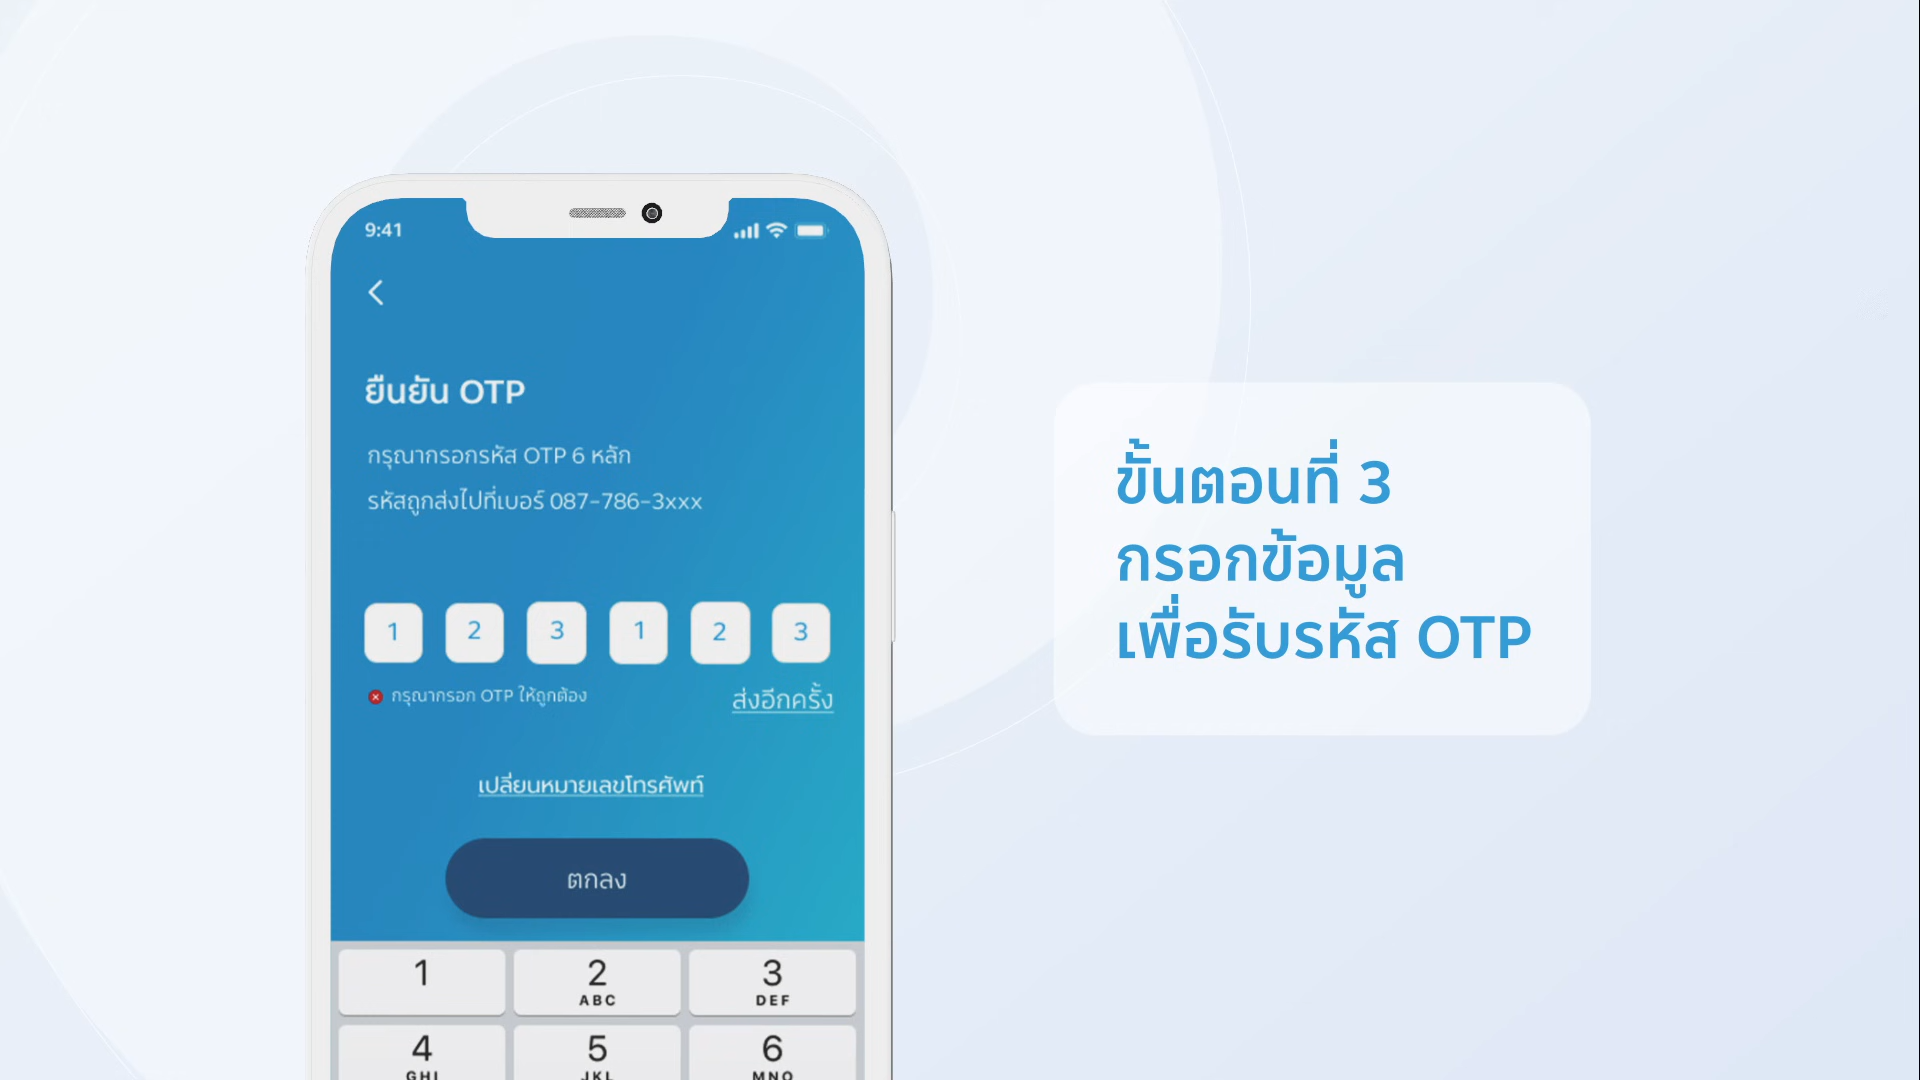 9:41
ยืนยัน OTP
กรุณากรอกรหัส OTP 6 หลัก
รหัสถูกส่งไปที่เบอร์ 087-786-3xxx
1 2 3 1 2 3
กรุณากรอก OTP ให้ถูกต้อง
ส่งอีกครั้ง
เปลี่ยนหมายเลขโทรศัพท์
ตกลง
1 2 3
ABC DEF
4 5 6
GHI JKL MNO
ขั้นตอนที่ 3
กรอกข้อมูล
เพื่อรับรหัส OTP